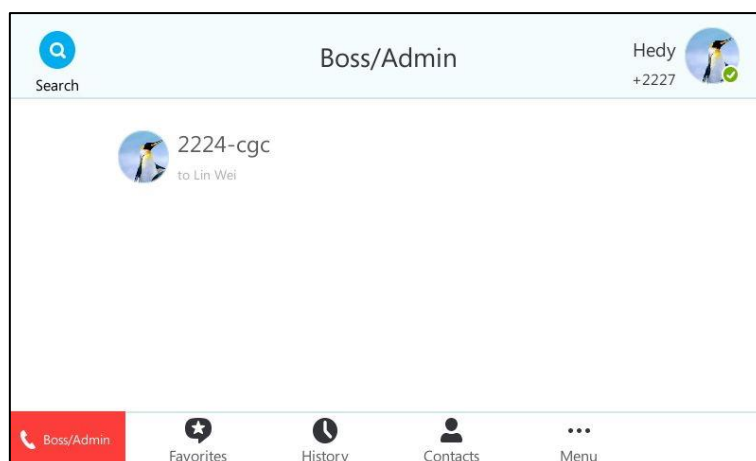 Search
Boss/Admin
Hedy
+2227
2224-cgc
to Lin Wei
Boss/Admin
Favorites
History
Contacts
Menu